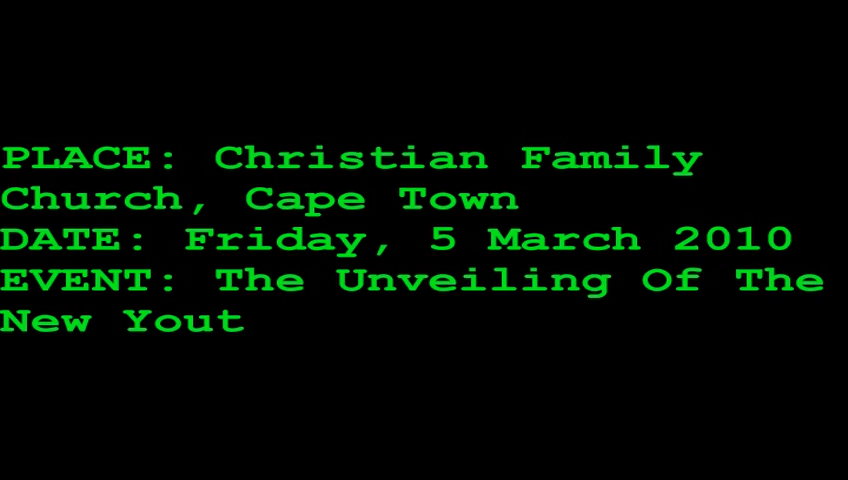 PLACE: Christian Family
Church, Cape Town
DATE: Friday, 5 March 2010
EVENT: The Unveiling Of The
New Yout